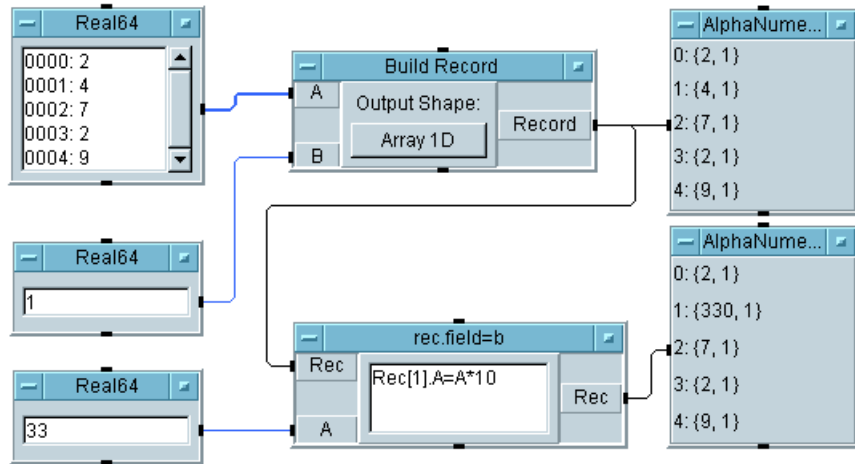 Real64
0000: 2
0001: 4
0002: 7
0003: 2
0004: 9
Build Record
A
Output Shape:
Array 1D
B
Record
AlphaNume...
0: {2, 1}
1: {4, 1}
2: {7, 1}
3: {2, 1}
4: {9, 1}
Real64
1
Real64
33
rec.field=b
Rec
Rec[1].A=A*10
A
Rec
AlphaNume...
0: {2, 1}
1: {330, 1}
2: {7, 1}
3: {2, 1}
4: {9, 1}